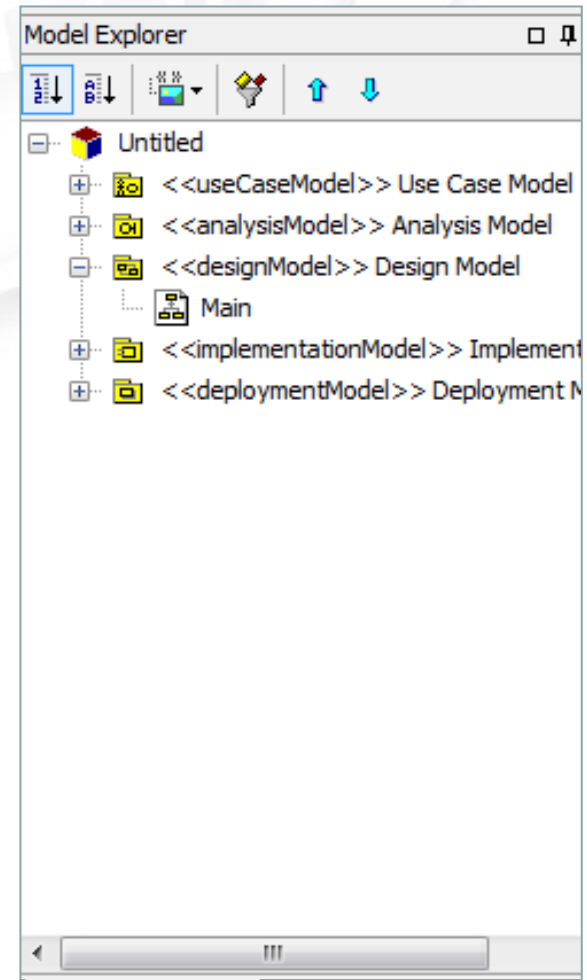 Model Explorer
Untitled
<<useCaseModel>> Use Case Model
<<analysisModel>> Analysis Model
<<designModel>> Design Model
Main
<<implementationModel>> Implement
<<deploymentModel>> Deployment